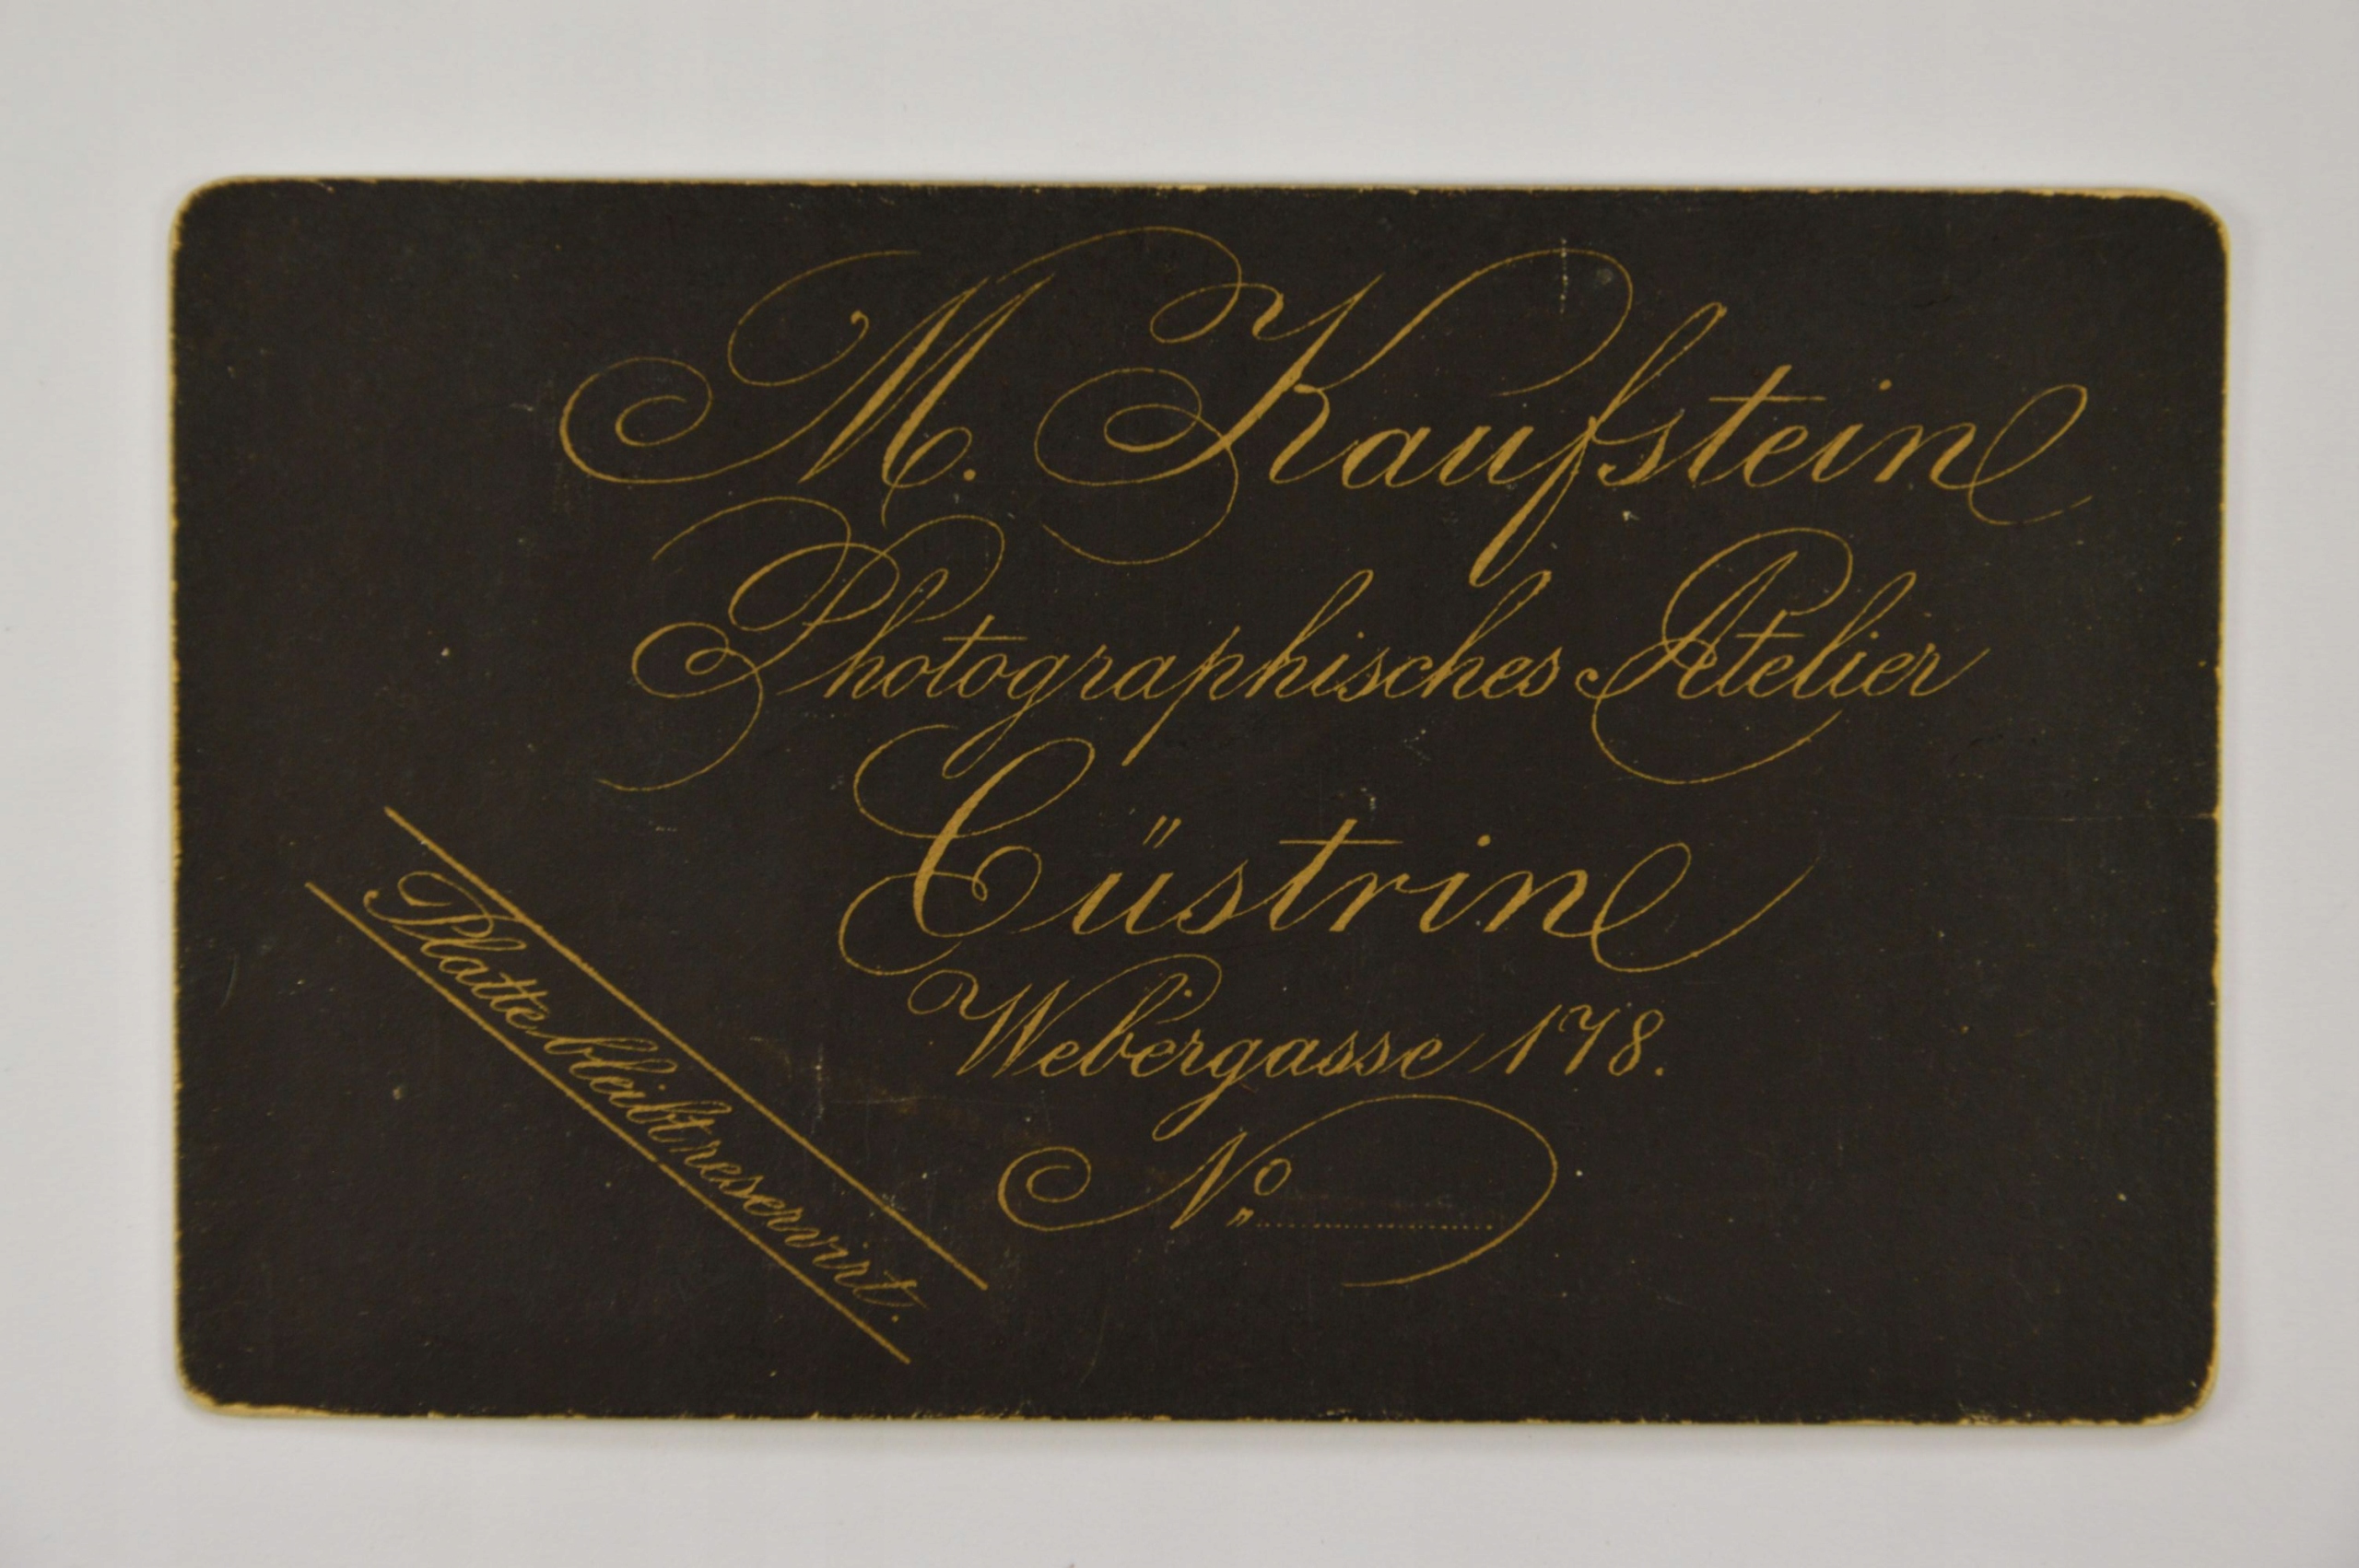 M. Kaufstein
Photographisches Atelier
Cüstrin
Webergasse 178.
No
Platte bleibt reservirt.